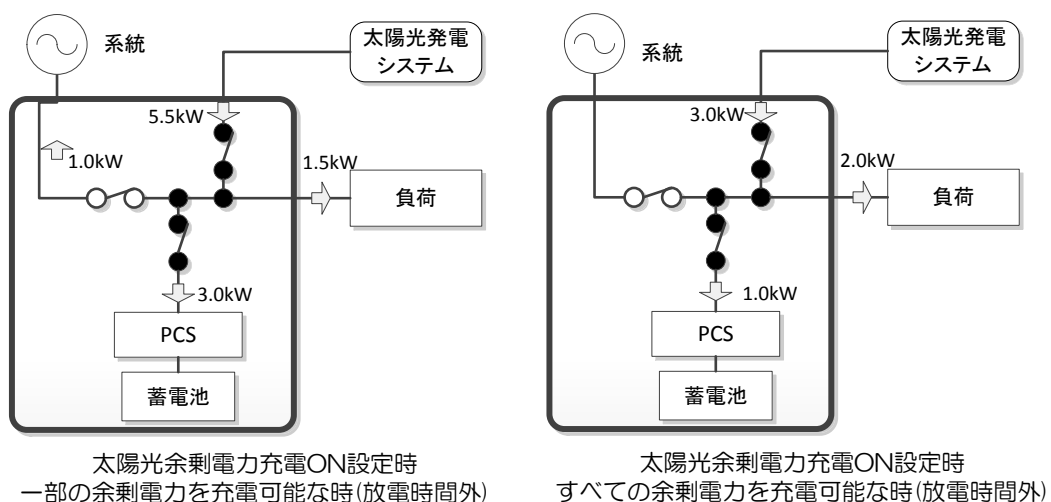 系統
太陽光発電
システム
5.5kW
1.0kW
1.5kW
負荷
3.0kW
PCS
蓄電池
太陽光余剰電力充電ON設定時
一部の余剰電力を充電可能な時(放電時間外)
系統
太陽光発電
システム
3.0kW
2.0kW
負荷
1.0kW
PCS
蓄電池
太陽光余剰電力充電ON設定時
すべての余剰電力を充電可能な時(放電時間外)